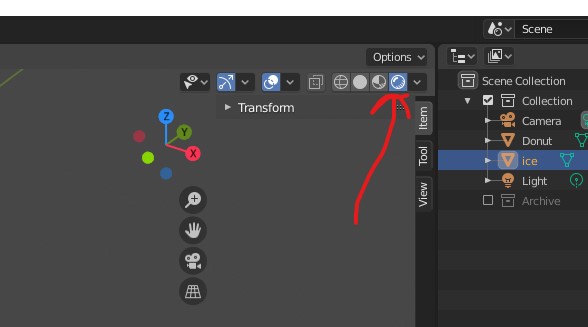 Scene
Options
Scene Collection
Transform
Collection
Item
Camera
Z
Y
Donut
X
Tool
ice
Light
View
Archive